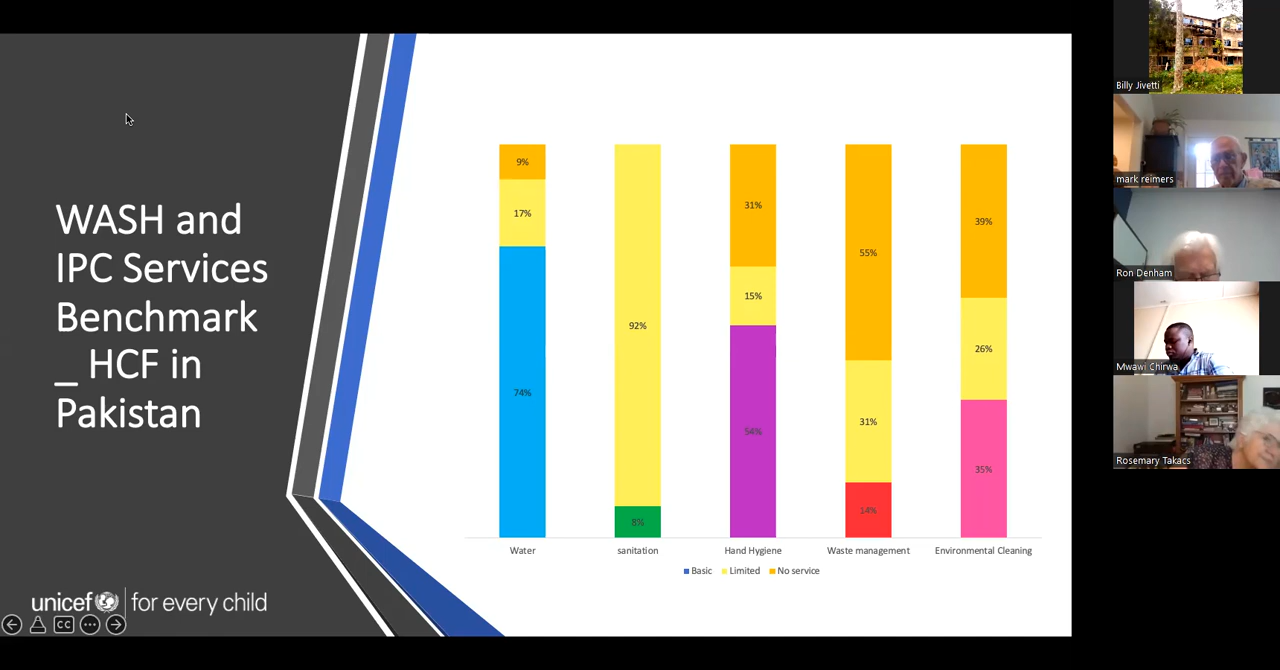 WASH and
IPC Services
Benchmark
_ HCF in
Pakistan
unicef for every child
CC
9%
17%
74%
92%
8%
31%
15%
54%
55%
31%
14%
39%
26%
35%
Water
sanitation
Hand Hygiene
Waste management
Environmental Cleaning
Basic
Limited
No service
Billy Jivetti
mark reimers
Ron Denham
Mwawi Chirwa
Rosemary Takacs